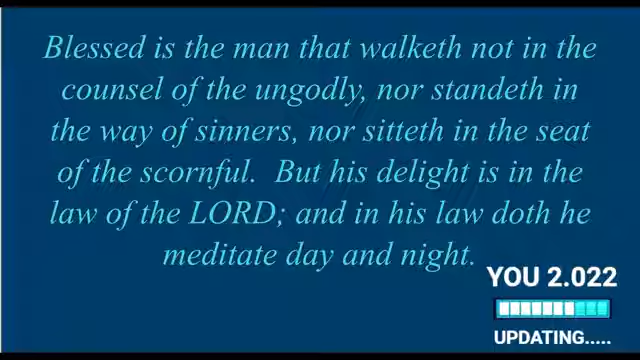 Blessed is the man that walketh not in the
counsel of the ungodly, nor standeth in
the way of sinners, nor sitteth in the seat
of the scornful.  But his delight is in the
law of the LORD; and in his law doth he
meditate day and night.
YOU 2.022
UPDATING.....